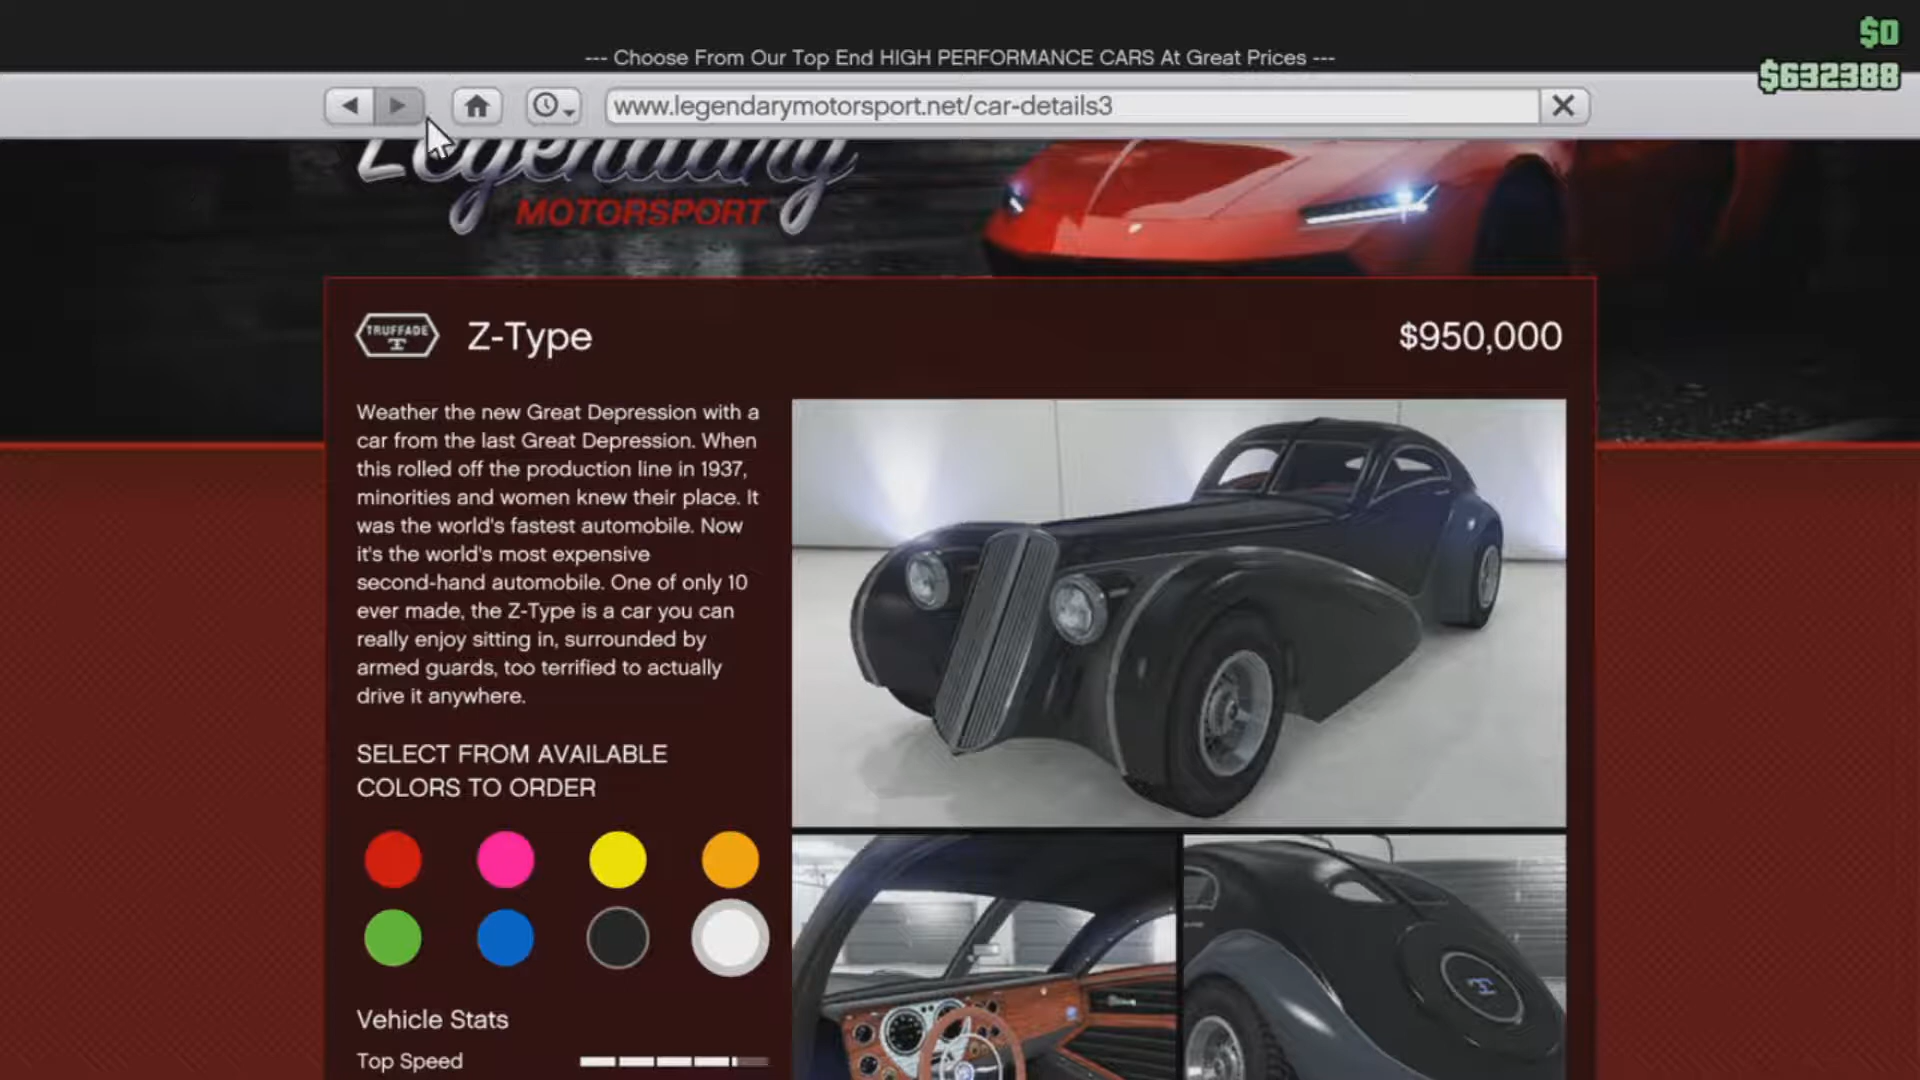 $0
--- Choose From Our Top End HIGH PERFORMANCE CARS At Great Prices ---
$632388
www.legendarymotorsport.net/car-details3
Legendary
MOTORSPORT
TRUFFADE
Z-Type
$950,000
Weather the new Great Depression with a
car from the last Great Depression. When
this rolled off the production line in 1937,
minorities and women knew their place. It
was the world's fastest automobile. Now
it's the world's most expensive
second-hand automobile. One of only 10
ever made, the Z-Type is a car you can
really enjoy sitting in, surrounded by
armed guards, too terrified to actually
drive it anywhere.
SELECT FROM AVAILABLE
COLORS TO ORDER
Vehicle Stats
Top Speed